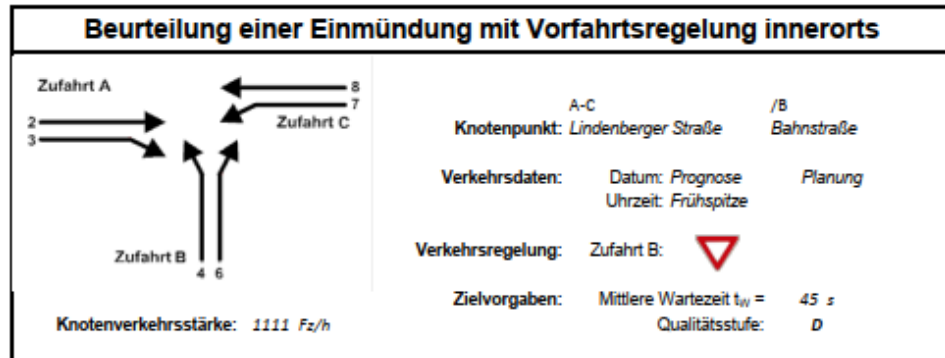 Beurteilung einer Einmündung mit Vorfahrtsregelung innerorts
Zufahrt A
8
7
Zufahrt C
2
3
Zufahrt B
4 6
Knotenverkehrsstärke: 1111 Fz/h
A-C /B
Knotenpunkt: Lindenberger Straße Bahnstraße
Verkehrsdaten: Datum: Prognose Planung
Uhrzeit: Frühspitze
Verkehrsregelung: Zufahrt B:
Zielvorgaben: Mittlere Wartezeit tW = 45 s
Qualitätsstufe: D